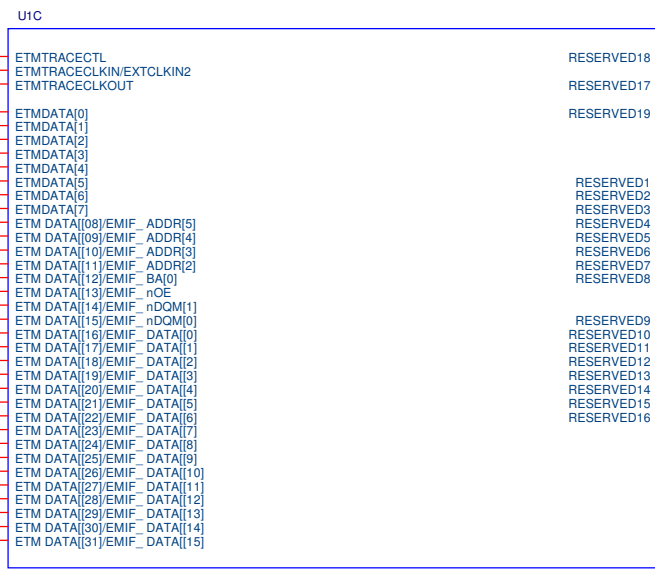 U1C
ETMTRACECTL RESERVED18
ETMTRACECLKIN/EXTCLKIN2
ETMTRACECLKOUT RESERVED17
ETMDATA[0] RESERVED19
ETMDATA[1]
ETMDATA[2]
ETMDATA[3]
ETMDATA[4]
ETMDATA[5] RESERVED1
ETMDATA[6] RESERVED2
ETMDATA[7] RESERVED3
ETM DATA[[08]/EMIF_ ADDR[5] RESERVED4
ETM DATA[[09]/EMIF_ ADDR[4] RESERVED5
ETM DATA[[10]/EMIF_ ADDR[3] RESERVED6
ETM DATA[[11]/EMIF_ ADDR[2] RESERVED7
ETM DATA[[12]/EMIF_ BA[0] RESERVED8
ETM DATA[[13]/EMIF_ nOE
ETM DATA[[14]/EMIF_ nDQM[1]
ETM DATA[[15]/EMIF_ nDQM[0] RESERVED9
ETM DATA[[16]/EMIF_ DATA[[0] RESERVED10
ETM DATA[[17]/EMIF_ DATA[[1] RESERVED11
ETM DATA[[18]/EMIF_ DATA[[2] RESERVED12
ETM DATA[[19]/EMIF_ DATA[[3] RESERVED13
ETM DATA[[20]/EMIF_ DATA[[4] RESERVED14
ETM DATA[[21]/EMIF_ DATA[[5] RESERVED15
ETM DATA[[22]/EMIF_ DATA[[6] RESERVED16
ETM DATA[[23]/EMIF_ DATA[[7]
ETM DATA[[24]/EMIF_ DATA[[8]
ETM DATA[[25]/EMIF_ DATA[[9]
ETM DATA[[26]/EMIF_ DATA[[10]
ETM DATA[[27]/EMIF_ DATA[[11]
ETM DATA[[28]/EMIF_ DATA[[12]
ETM DATA[[29]/EMIF_ DATA[[13]
ETM DATA[[30]/EMIF_ DATA[[14]
ETM DATA[[31]/EMIF_ DATA[[15]